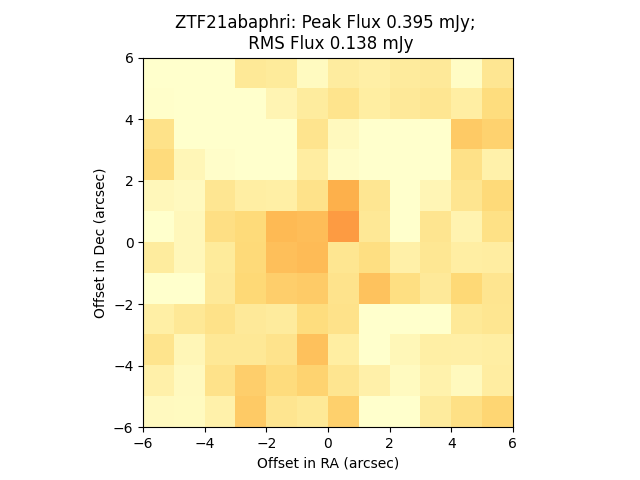 ZTF21abaphri: Peak Flux 0.395 mJy;
RMS Flux 0.138 mJy
6
4
2
0
−2
−4
−6
Offset in Dec (arcsec)
−6 −4 −2 0 2 4 6
Offset in RA (arcsec)